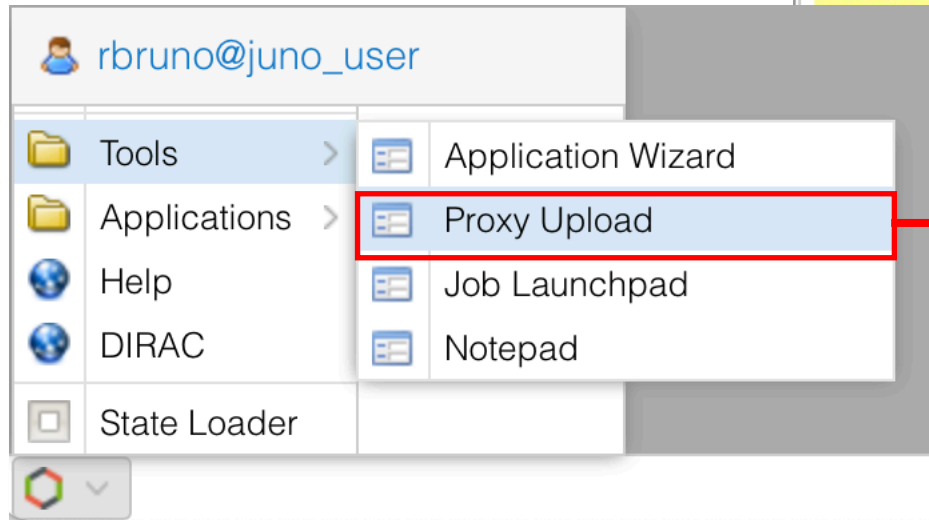 rbruno@juno_user
Tools
Application Wizard
Applications
Proxy Upload
Help
Job Launchpad
DIRAC
Notepad
State Loader